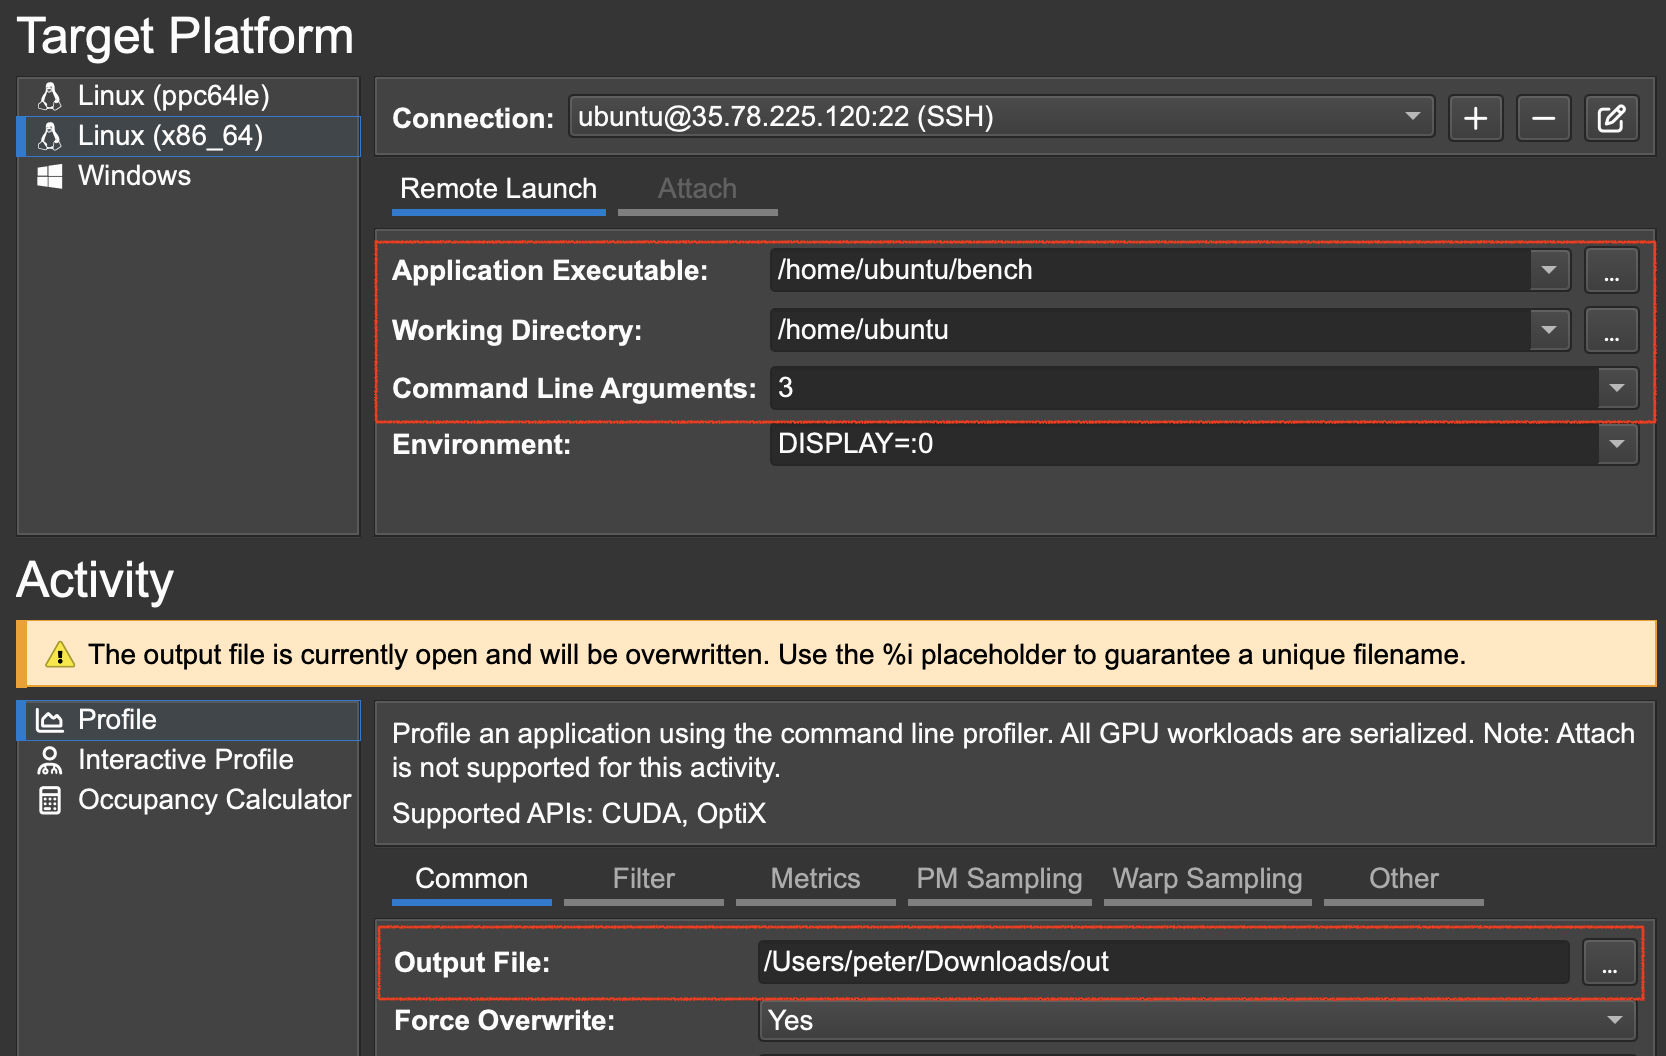 Target Platform
Linux (ppc64le)
Linux (x86_64)
Windows
Connection: ubuntu@35.78.225.120:22 (SSH)
Remote Launch Attach
Application Executable: /home/ubuntu/bench ...
Working Directory: /home/ubuntu ...
Command Line Arguments: 3
Environment: DISPLAY=:0
Activity
The output file is currently open and will be overwritten. Use the %i placeholder to guarantee a unique filename.
Profile
Interactive Profile
Occupancy Calculator
Profile an application using the command line profiler. All GPU workloads are serialized. Note: Attach
is not supported for this activity.
Supported APIs: CUDA, OptiX
Common Filter Metrics PM Sampling Warp Sampling Other
Output File: /Users/peter/Downloads/out ...
Force Overwrite: Yes